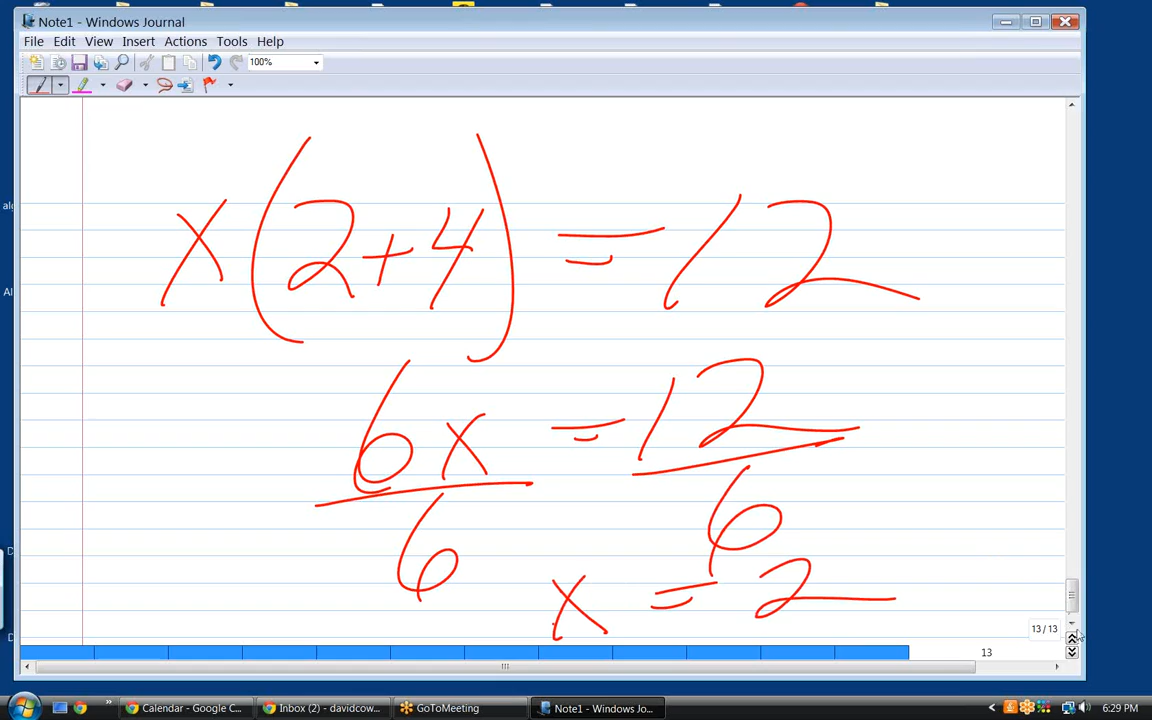 Note1 - Windows Journal
File Edit View Insert Actions Tools Help
100%
x(2+4) = 12
6x = 12
6 6
x = 2
13 / 13
13
Calendar - Google C... Inbox (2) - davidcow... GoToMeeting Note1 - Windows Jo... 6:29 PM